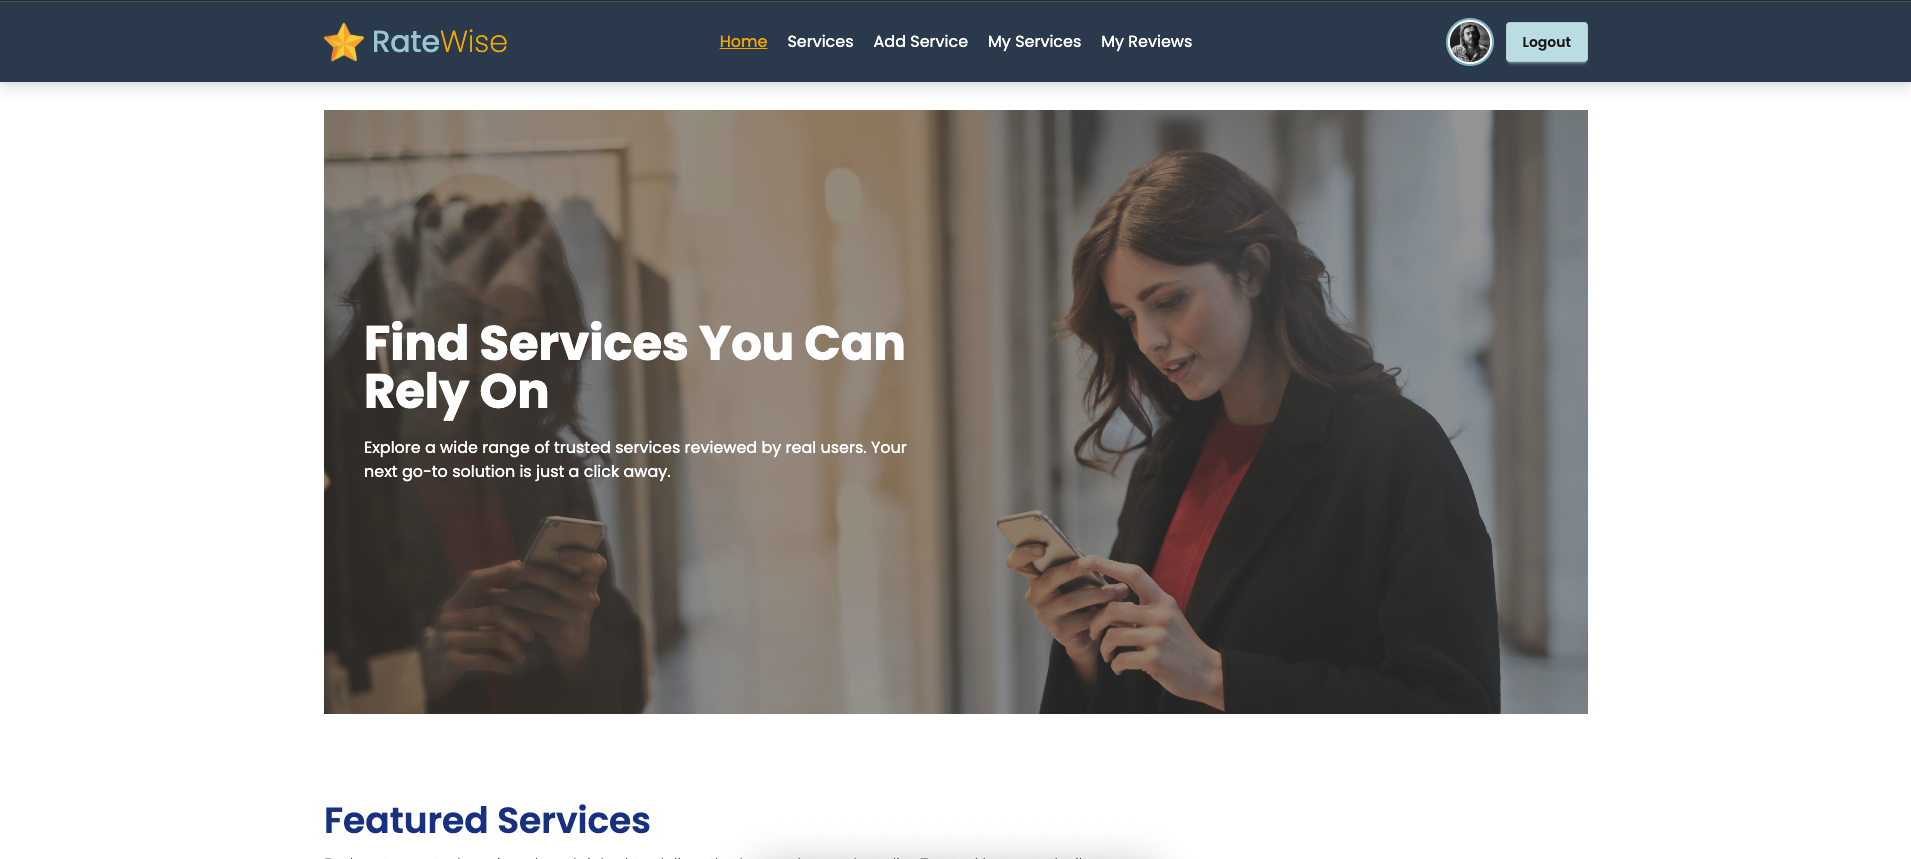 RateWise
Home Services Add Service My Services My Reviews
Logout
Find Services You Can
Rely On
Explore a wide range of trusted services reviewed by real users. Your
next go-to solution is just a click away.
Featured Services